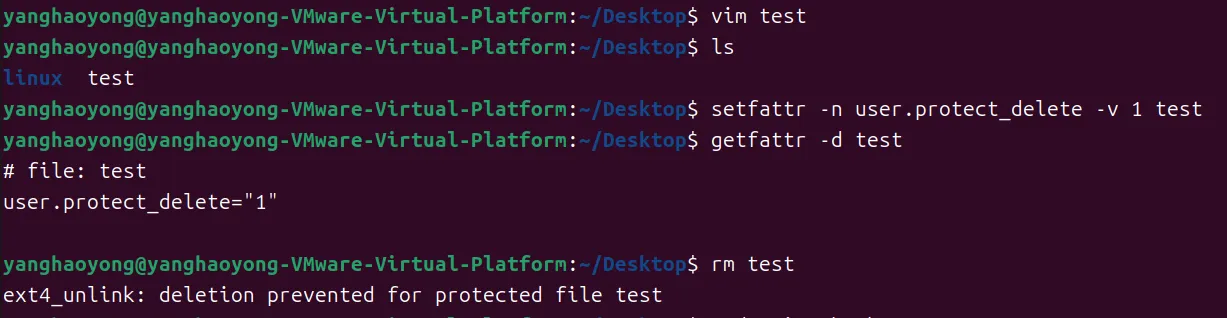 yanghaoyong@yanghaoyong-VMware-Virtual-Platform:~/Desktop$ vim test
yanghaoyong@yanghaoyong-VMware-Virtual-Platform:~/Desktop$ ls
linux  test
yanghaoyong@yanghaoyong-VMware-Virtual-Platform:~/Desktop$ setfattr -n user.protect_delete -v 1 test
yanghaoyong@yanghaoyong-VMware-Virtual-Platform:~/Desktop$ getfattr -d test
# file: test
user.protect_delete="1"
yanghaoyong@yanghaoyong-VMware-Virtual-Platform:~/Desktop$ rm test
ext4_unlink: deletion prevented for protected file test